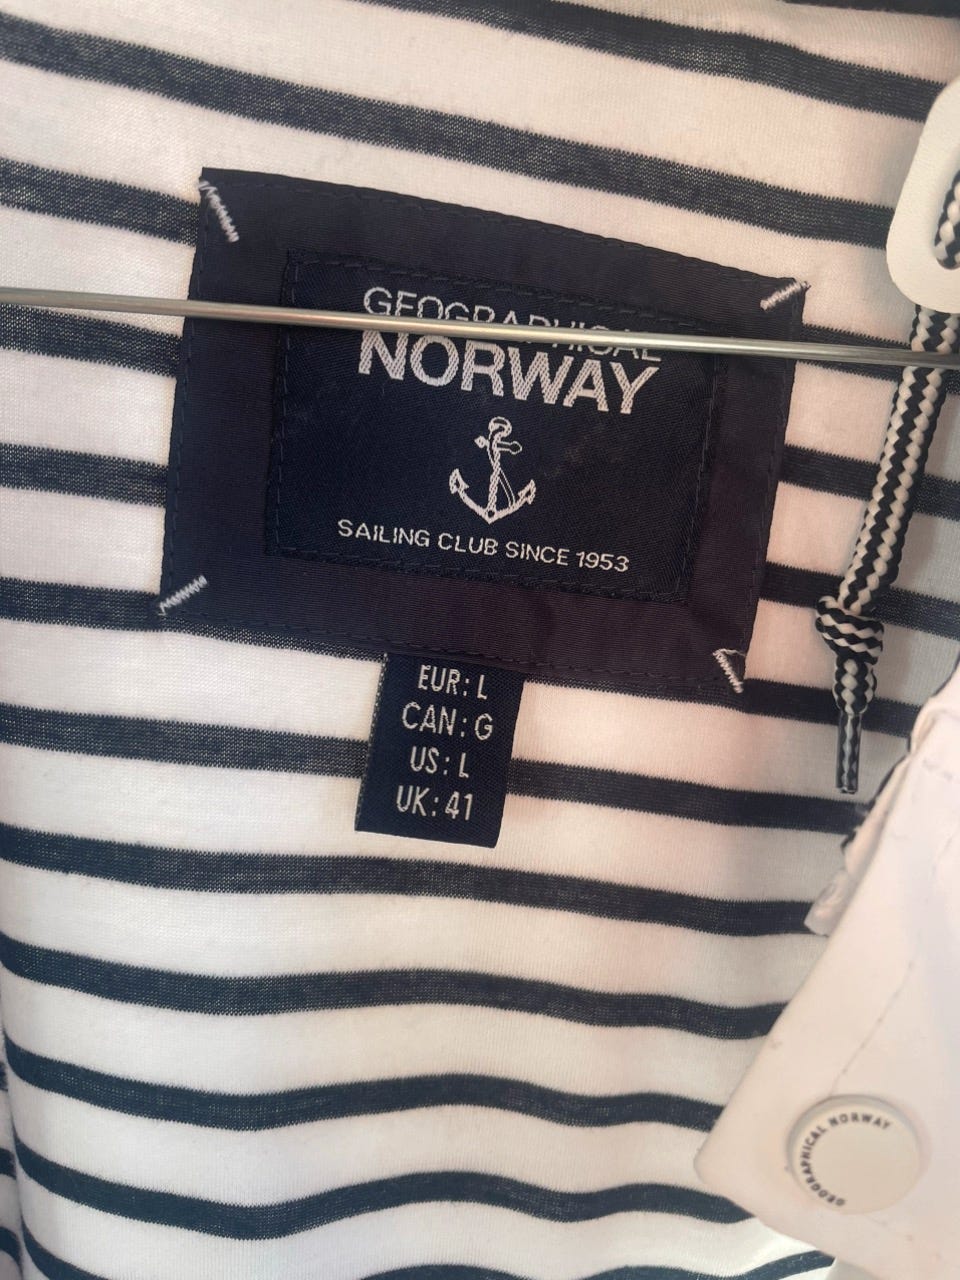 GEOGRAPHICAL
NORWAY
SAILING CLUB SINCE 1953
EUR: L
CAN: G
US: L
UK: 41
GEOGRAPHICAL NORWAY